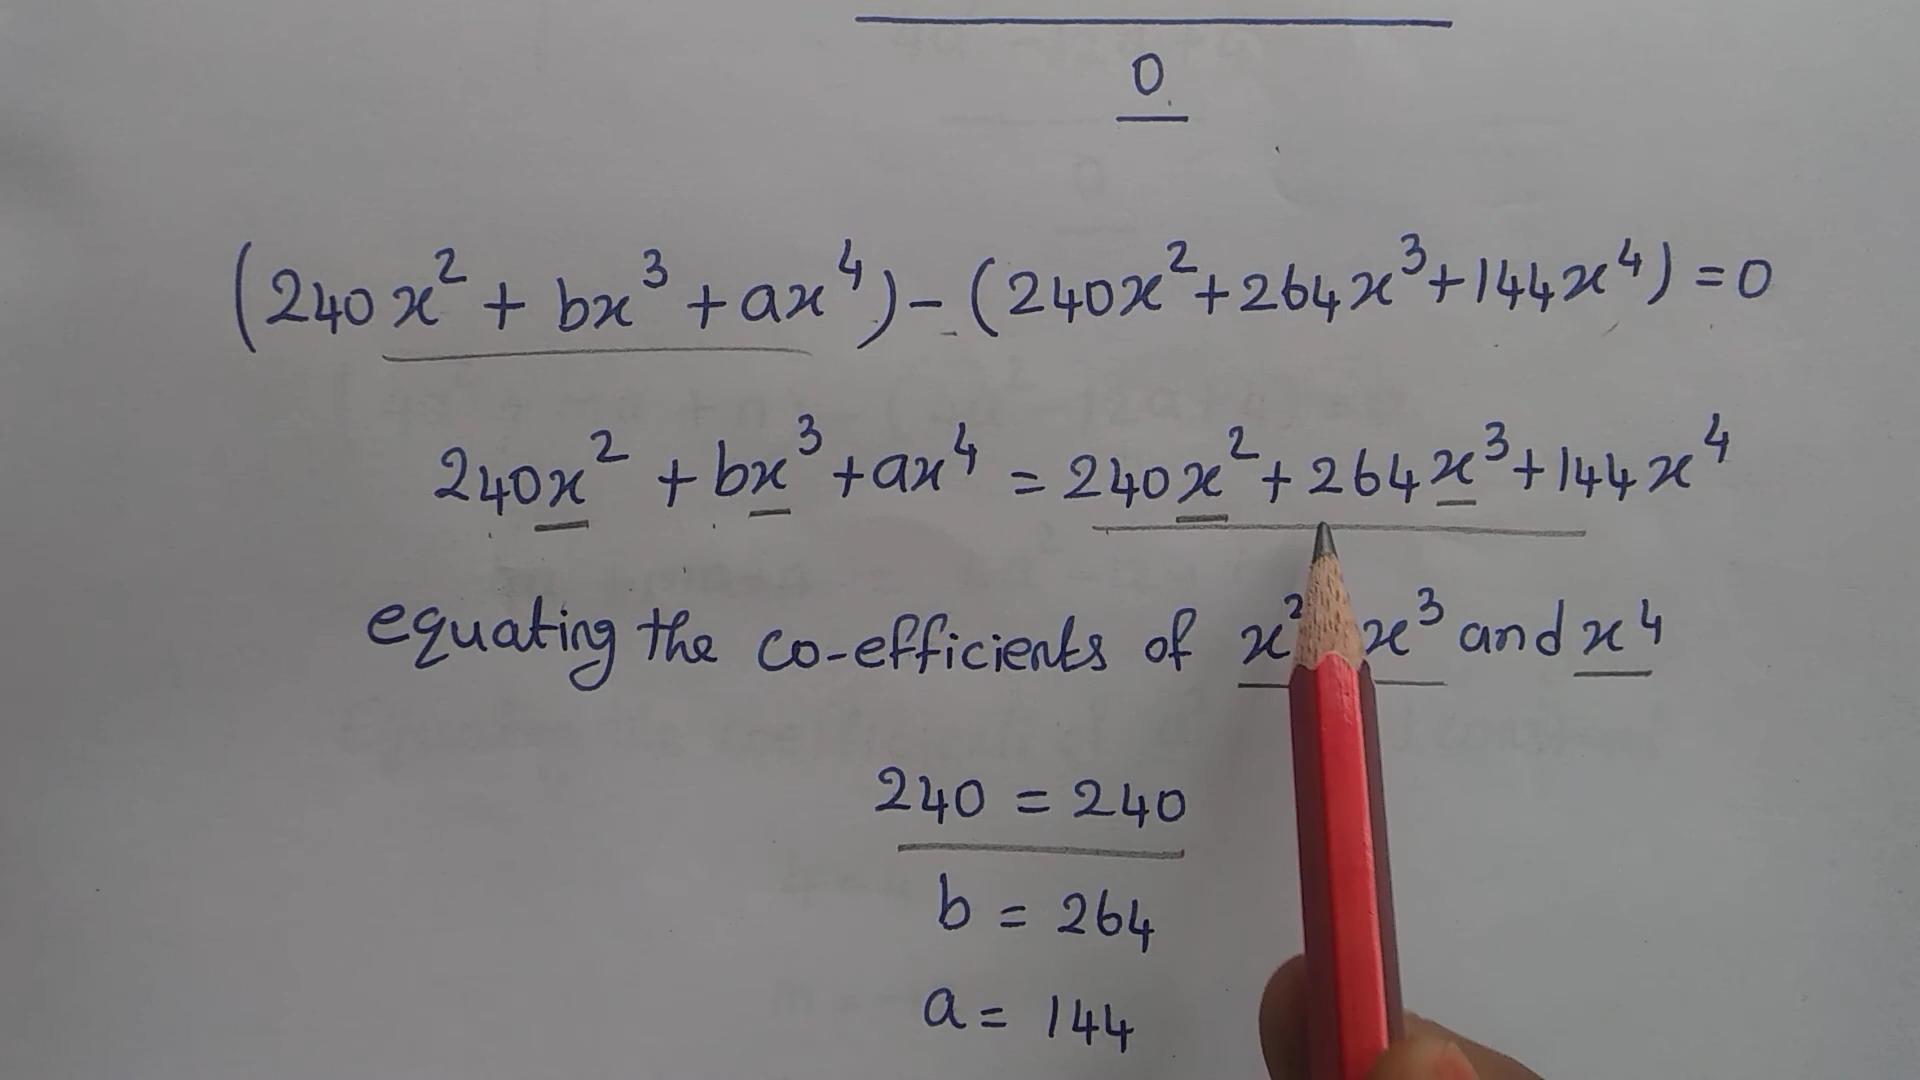 0
(240x² + bx³ + ax⁴) - (240x² + 264x³ + 144x⁴) = 0
240x² + bx³ + ax⁴ = 240x² + 264x³ + 144x⁴
equating the co-efficients of x² x³ and x⁴
240 = 240
b = 264
a = 144